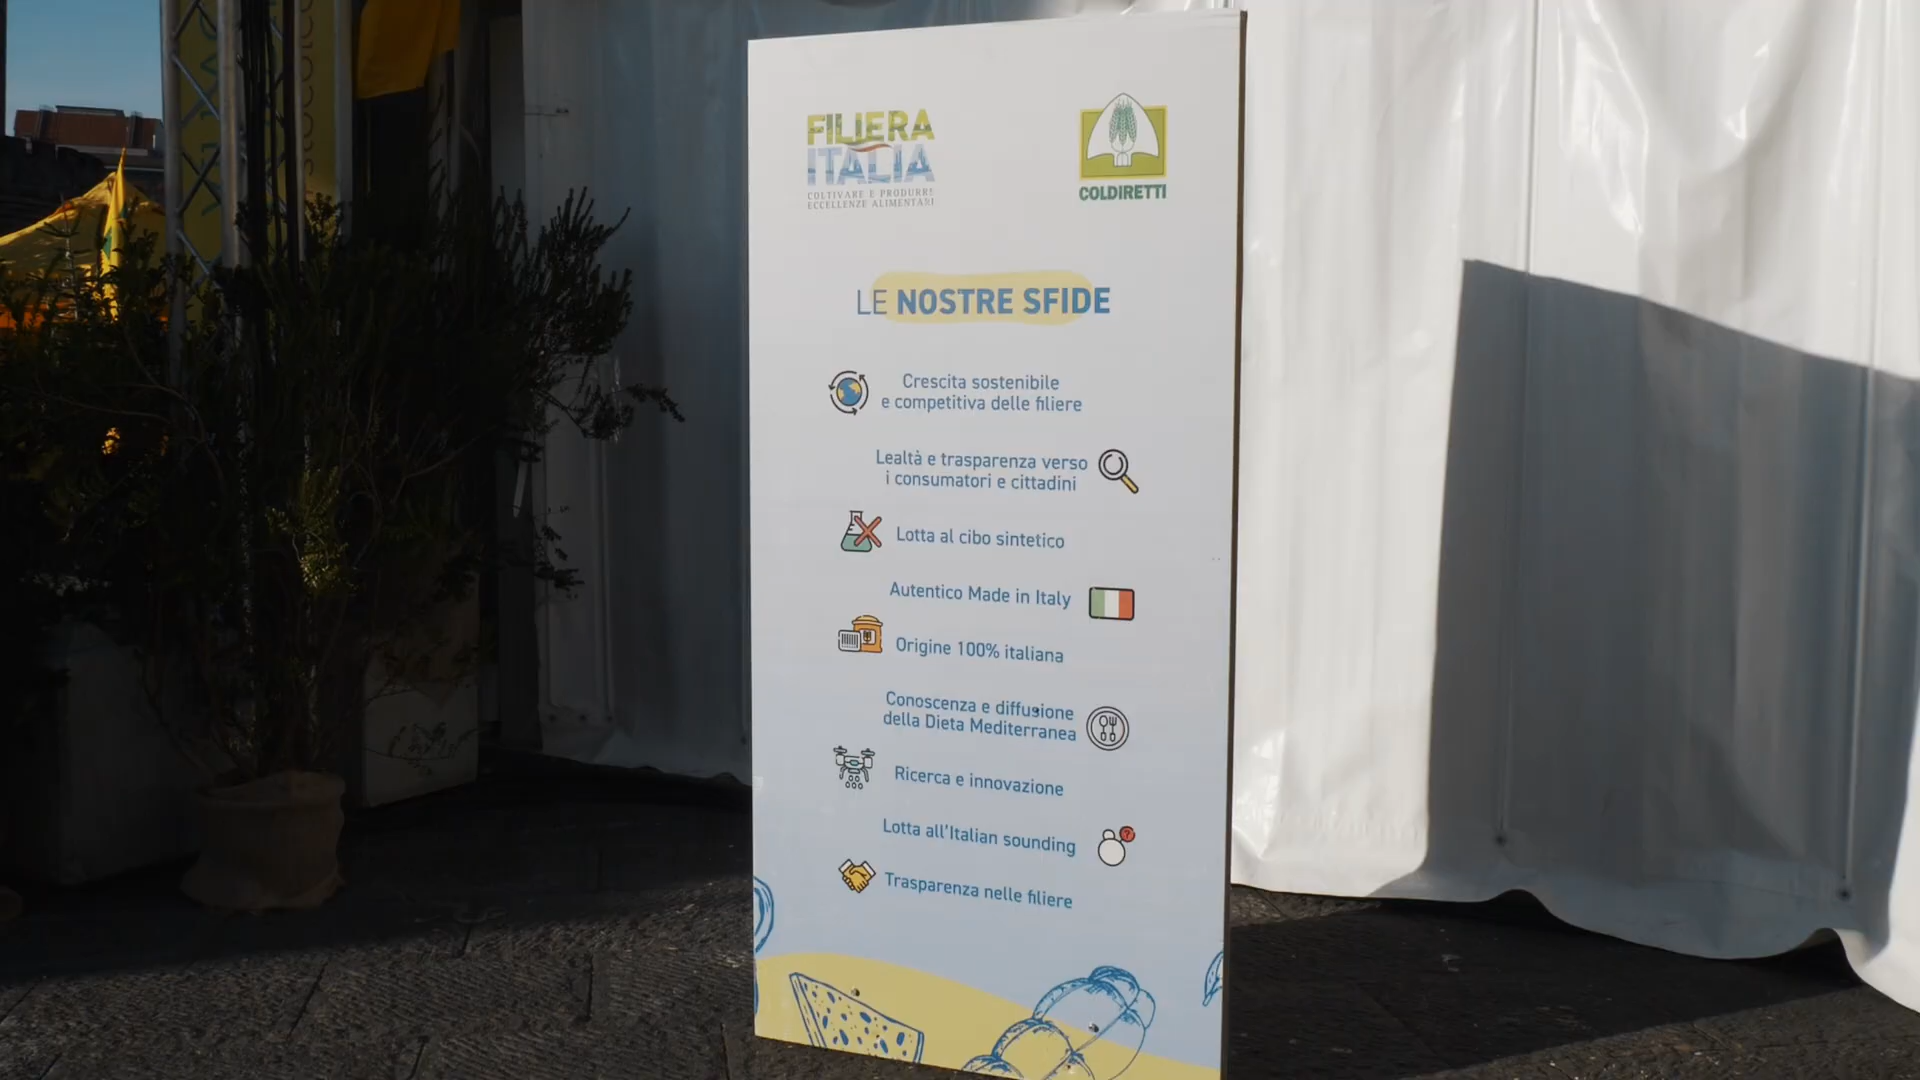 FILIERA
ITALIA
COLTIVARE E PRODURRE
ECCELLENZE ALIMENTARI
COLDIRETTI
LE NOSTRE SFIDE
Crescita sostenibile
e competitiva delle filiere
Lealtà e trasparenza verso
i consumatori e cittadini
Lotta al cibo sintetico
Autentico Made in Italy
Origine 100% italiana
Conoscenza e diffusione
della Dieta Mediterranea
Ricerca e innovazione
Lotta all'Italian sounding
?
Trasparenza nelle filiere